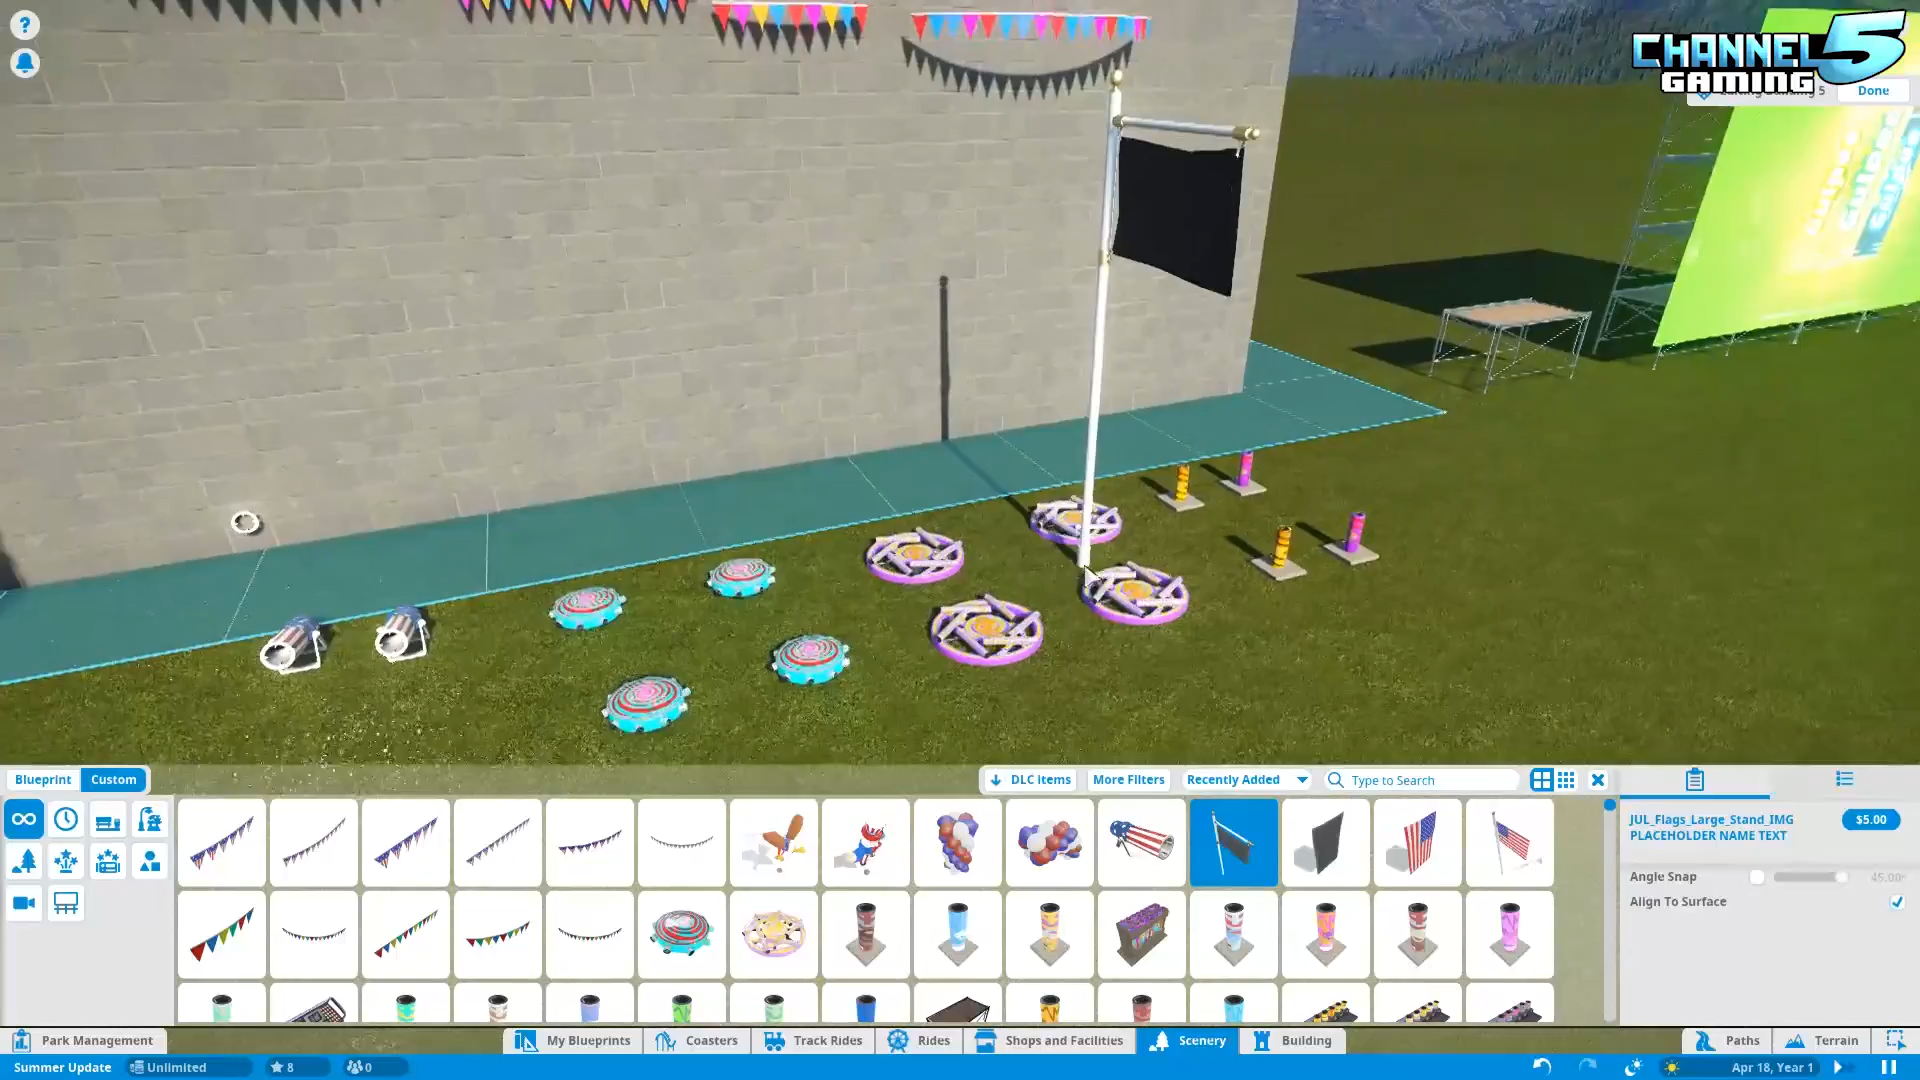 CHANNEL 5
GAMING
5
Done
Blueprint
Custom
DLC Items
More Filters
Recently Added
Type to Search
JUL_Flags_Large_Stand_IMG
PLACEHOLDER NAME TEXT
$5.00
Angle Snap
45.00°
Align To Surface
Park Management
My Blueprints
Coasters
Track Rides
Rides
Shops and Facilities
Scenery
Building
Paths
Terrain
Summer Update
Unlimited
8
0
Apr 18, Year 1